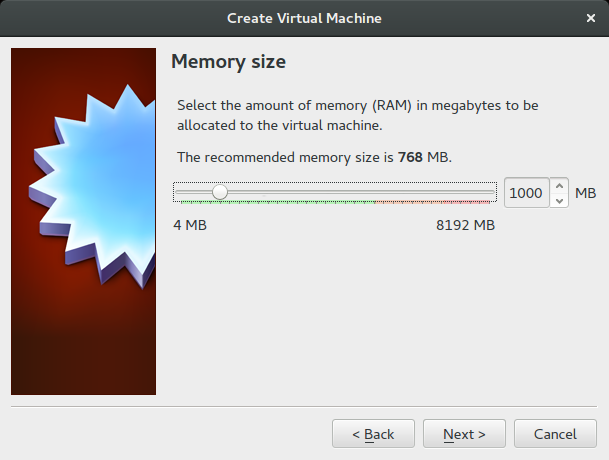 Create Virtual Machine
Memory size
Select the amount of memory (RAM) in megabytes to be
allocated to the virtual machine.
The recommended memory size is 768 MB.
1000 MB
4 MB 8192 MB
< Back Next > Cancel